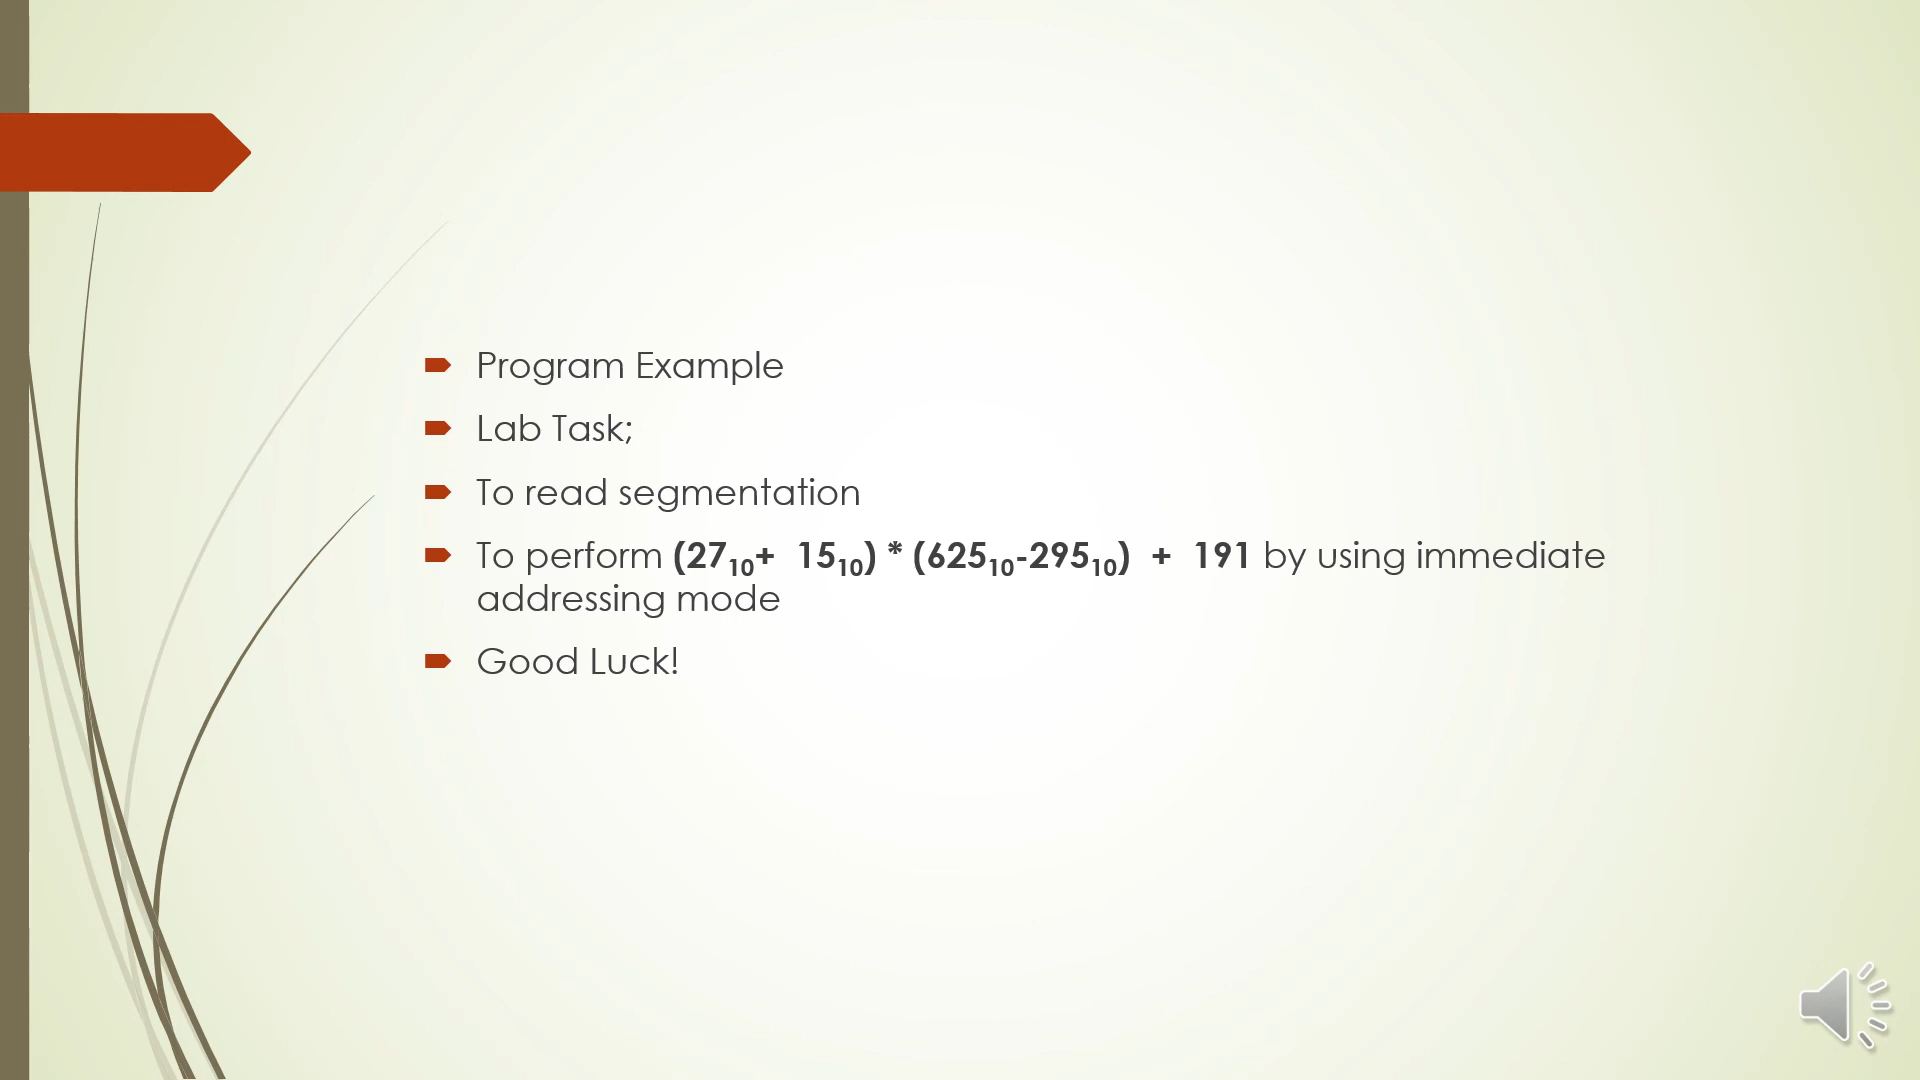 Program Example
Lab Task;
To read segmentation
To perform (27₁₀+ 15₁₀) * (625₁₀-295₁₀) + 191 by using immediate
addressing mode
Good Luck!